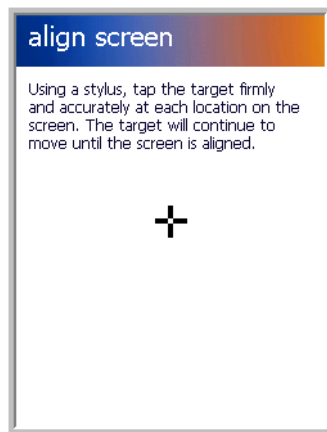 align screen
Using a stylus, tap the target firmly
and accurately at each location on the
screen. The target will continue to
move until the screen is aligned.